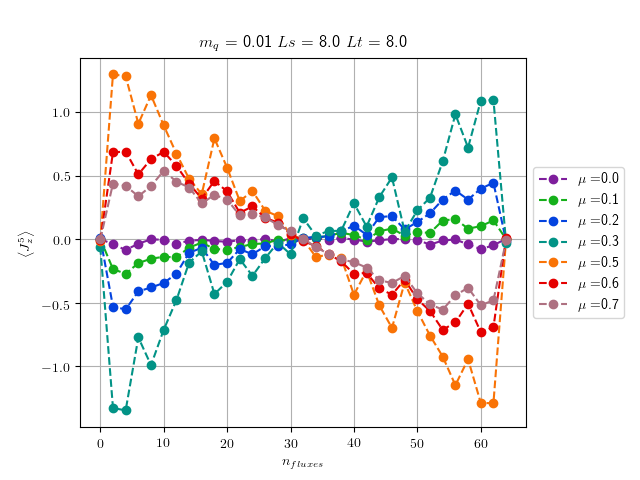 m_q = 0.01 Ls = 8.0 Lt = 8.0
⟨J_z^5⟩
1.0
0.5
0.0
−0.5
−1.0
0 10 20 30 40 50 60
n_{fluxes}
μ =0.0
μ =0.1
μ =0.2
μ =0.3
μ =0.5
μ =0.6
μ =0.7